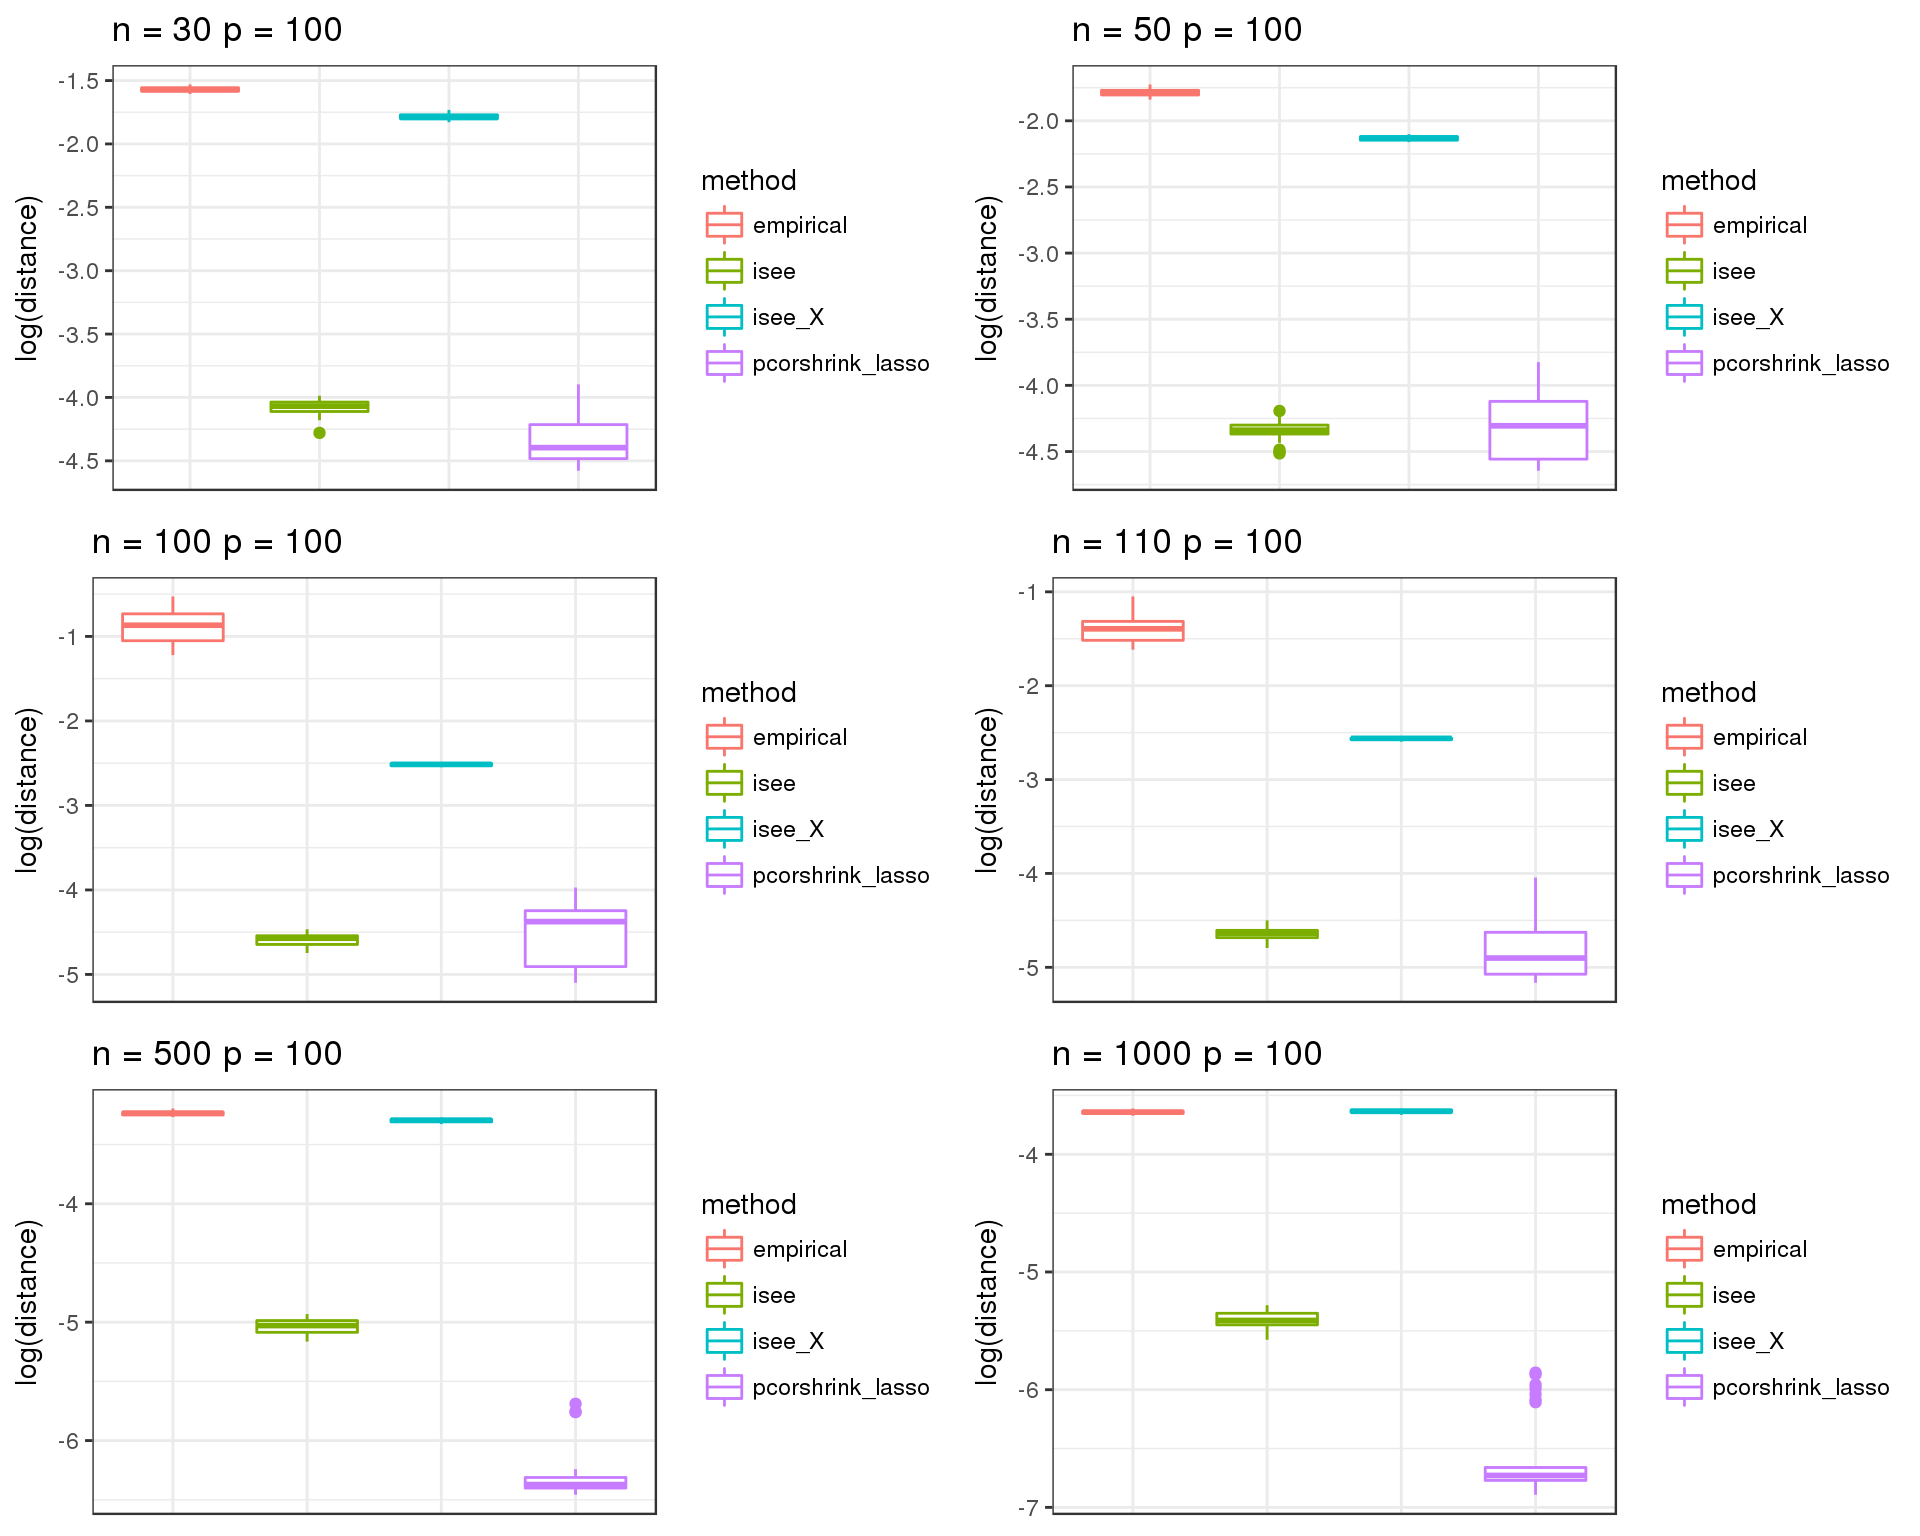 n = 30 p = 100
log(distance)
-1.5
-2.0
-2.5
-3.0
-3.5
-4.0
-4.5
method
empirical
isee
isee_X
pcorshrink_lasso
n = 50 p = 100
log(distance)
-2.0
-2.5
-3.0
-3.5
-4.0
-4.5
method
empirical
isee
isee_X
pcorshrink_lasso
n = 100 p = 100
log(distance)
-1
-2
-3
-4
-5
method
empirical
isee
isee_X
pcorshrink_lasso
n = 110 p = 100
log(distance)
-1
-2
-3
-4
-5
method
empirical
isee
isee_X
pcorshrink_lasso
n = 500 p = 100
log(distance)
-4
-5
-6
method
empirical
isee
isee_X
pcorshrink_lasso
n = 1000 p = 100
log(distance)
-4
-5
-6
-7
method
empirical
isee
isee_X
pcorshrink_lasso